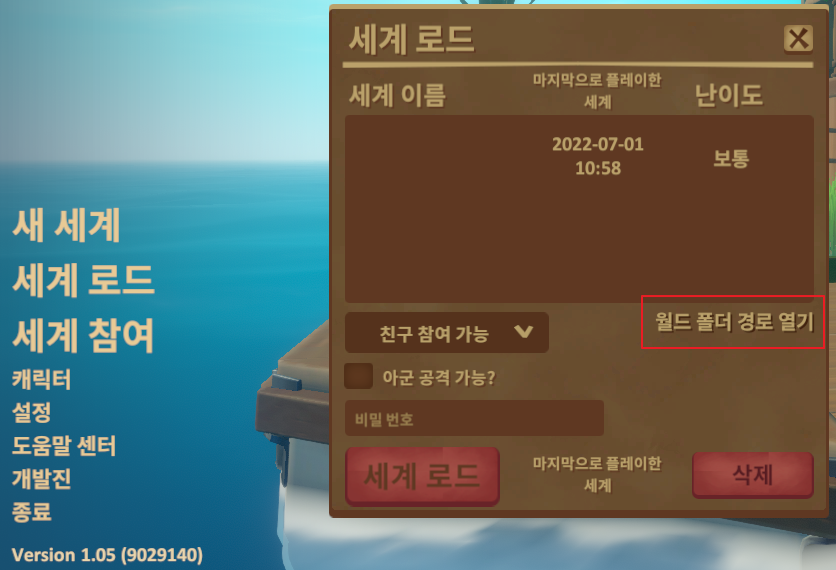 세계 로드
세계 이름
마지막으로 플레이한
세계
난이도
2022-07-01
10:58
보통
새 세계
세계 로드
세계 참여
캐릭터
설정
도움말 센터
개발진
종료
Version 1.05 (9029140)
친구 참여 가능
월드 폴더 경로 열기
아군 공격 가능?
비밀 번호
세계 로드
마지막으로 플레이한
세계
삭제